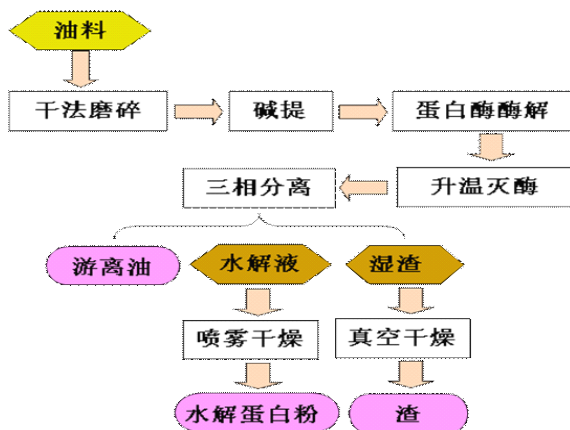 油料
干法磨碎
碱提
蛋白酶酶解
升温灭酶
三相分离
游离油
水解液
湿渣
喷雾干燥
真空干燥
水解蛋白粉
渣